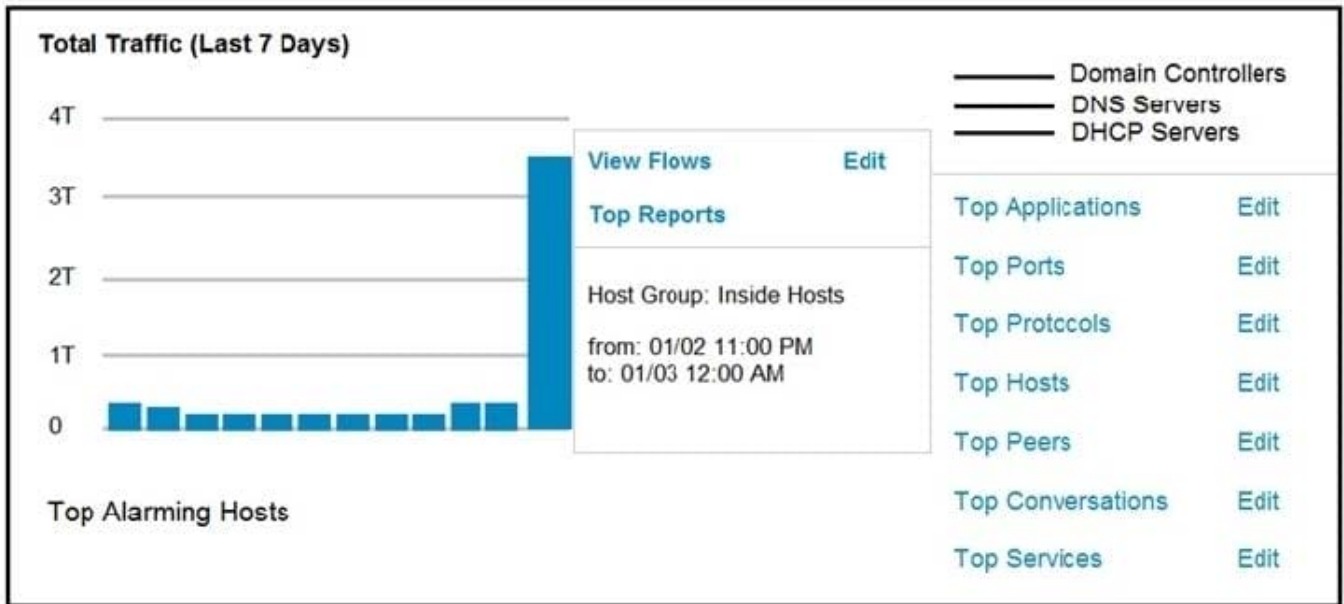 Total Traffic (Last 7 Days)
4T
3T
2T
1T
0
View Flows Edit
Top Reports
Host Group: Inside Hosts
from: 01/02 11:00 PM
to: 01/03 12:00 AM
Domain Controllers
DNS Servers
DHCP Servers
Top Applications Edit
Top Ports Edit
Top Protocols Edit
Top Hosts Edit
Top Peers Edit
Top Conversations Edit
Top Services Edit
Top Alarming Hosts